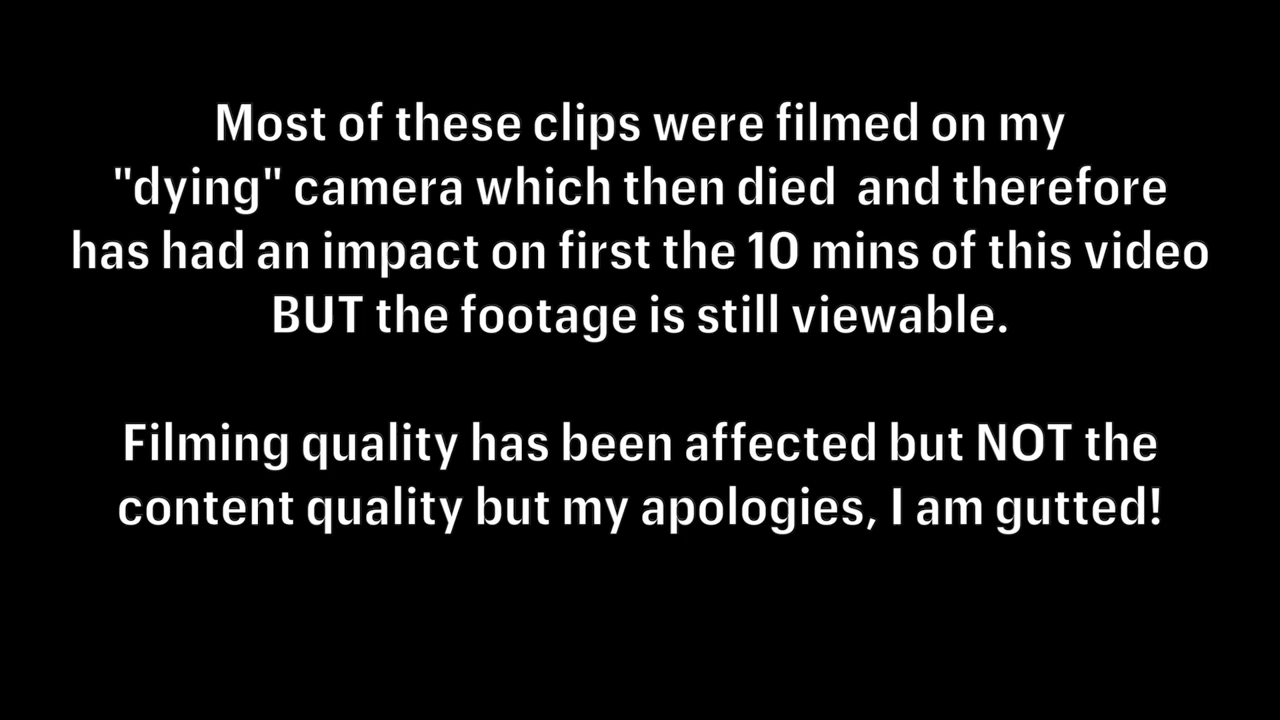 Most of these clips were filmed on my
"dying" camera which then died  and therefore
has had an impact on first the 10 mins of this video
BUT the footage is still viewable.
Filming quality has been affected but NOT the
content quality but my apologies, I am gutted!